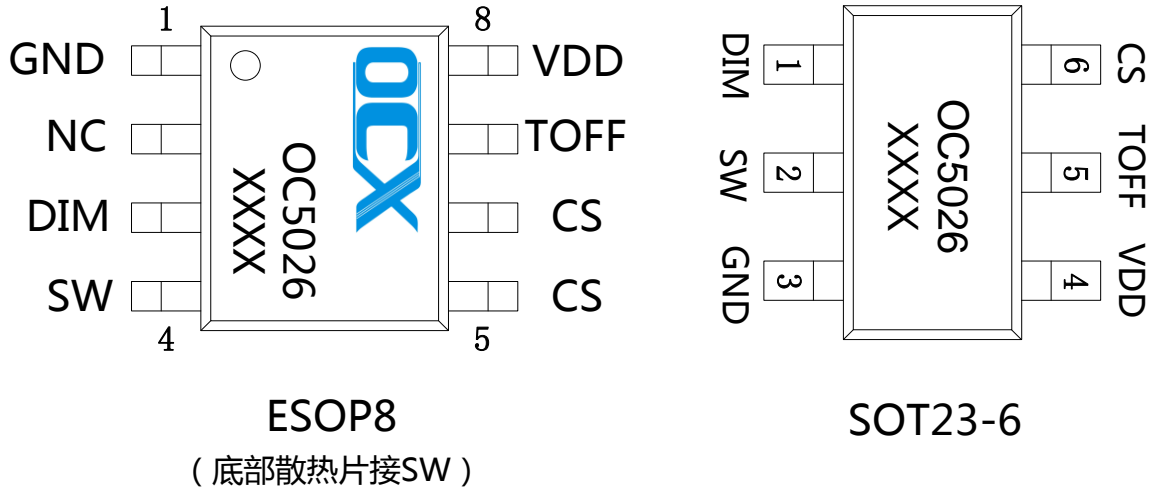 1
8
GND
VDD
NC
TOFF
DIM
CS
SW
CS
4
5
OCX
OC5026
XXXX
ESOP8
（底部散热片接SW）
DIM
1
6
CS
SW
2
5
TOFF
GND
3
4
VDD
OC5026
XXXX
SOT23-6